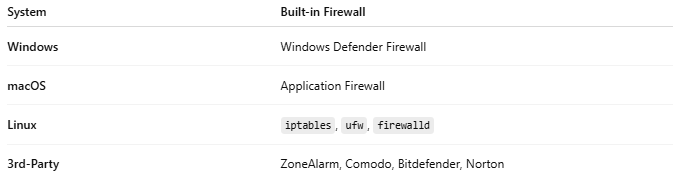 System Built-in Firewall
Windows Windows Defender Firewall
macOS Application Firewall
Linux iptables, ufw, firewalld
3rd-Party ZoneAlarm, Comodo, Bitdefender, Norton